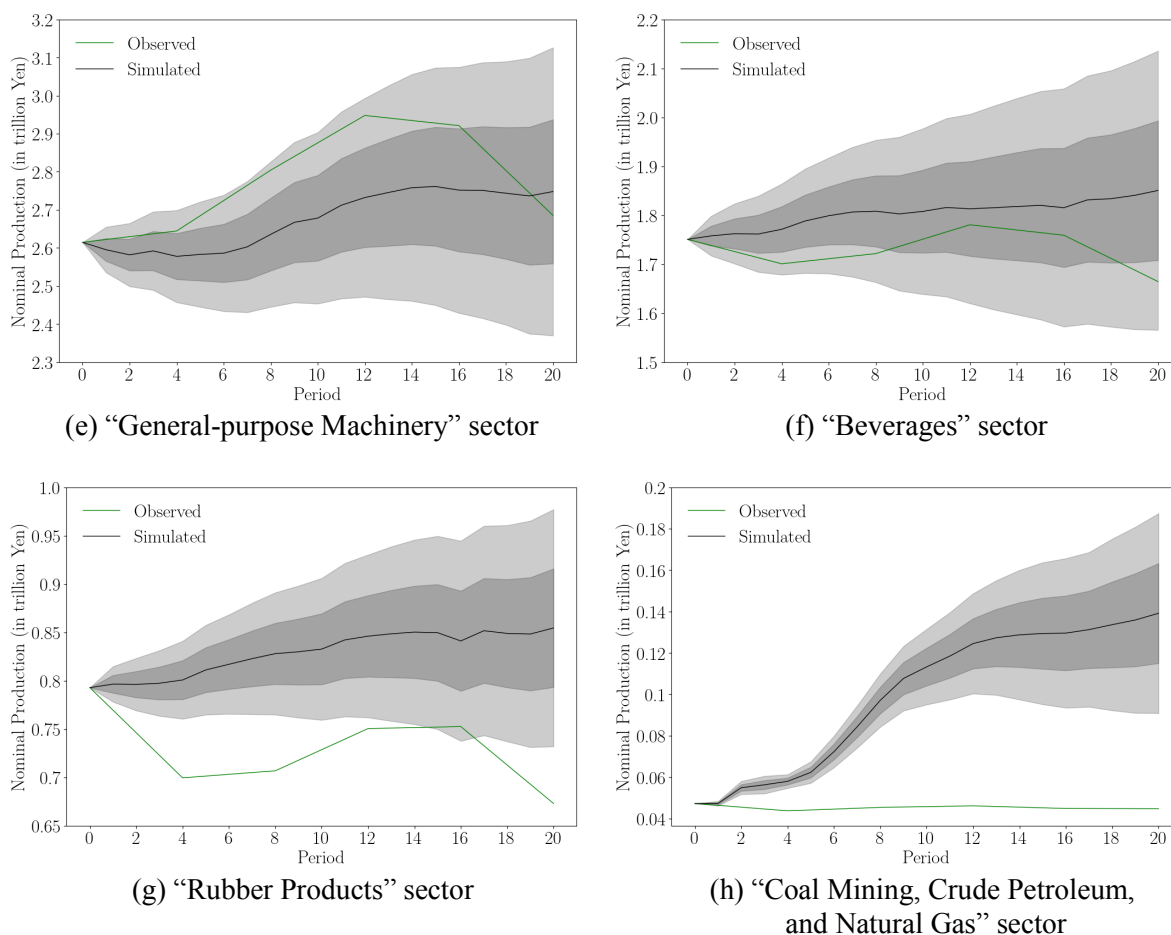 3.2
3.1
3.0
2.9
2.8
2.7
2.6
2.5
2.4
2.3
Nominal Production (in trillion Yen)
Observed
Simulated
0 2 4 6 8 10 12 14 16 18 20
Period
(e) “General-purpose Machinery” sector
2.2
2.1
2.0
1.9
1.8
1.7
1.6
1.5
Nominal Production (in trillion Yen)
Observed
Simulated
0 2 4 6 8 10 12 14 16 18 20
Period
(f) “Beverages” sector
1.0
0.95
0.9
0.85
0.8
0.75
0.7
0.65
Nominal Production (in trillion Yen)
Observed
Simulated
0 2 4 6 8 10 12 14 16 18 20
Period
(g) “Rubber Products” sector
0.2
0.18
0.16
0.14
0.12
0.1
0.08
0.06
0.04
Nominal Production (in trillion Yen)
Observed
Simulated
0 2 4 6 8 10 12 14 16 18 20
Period
(h) “Coal Mining, Crude Petroleum,
and Natural Gas” sector